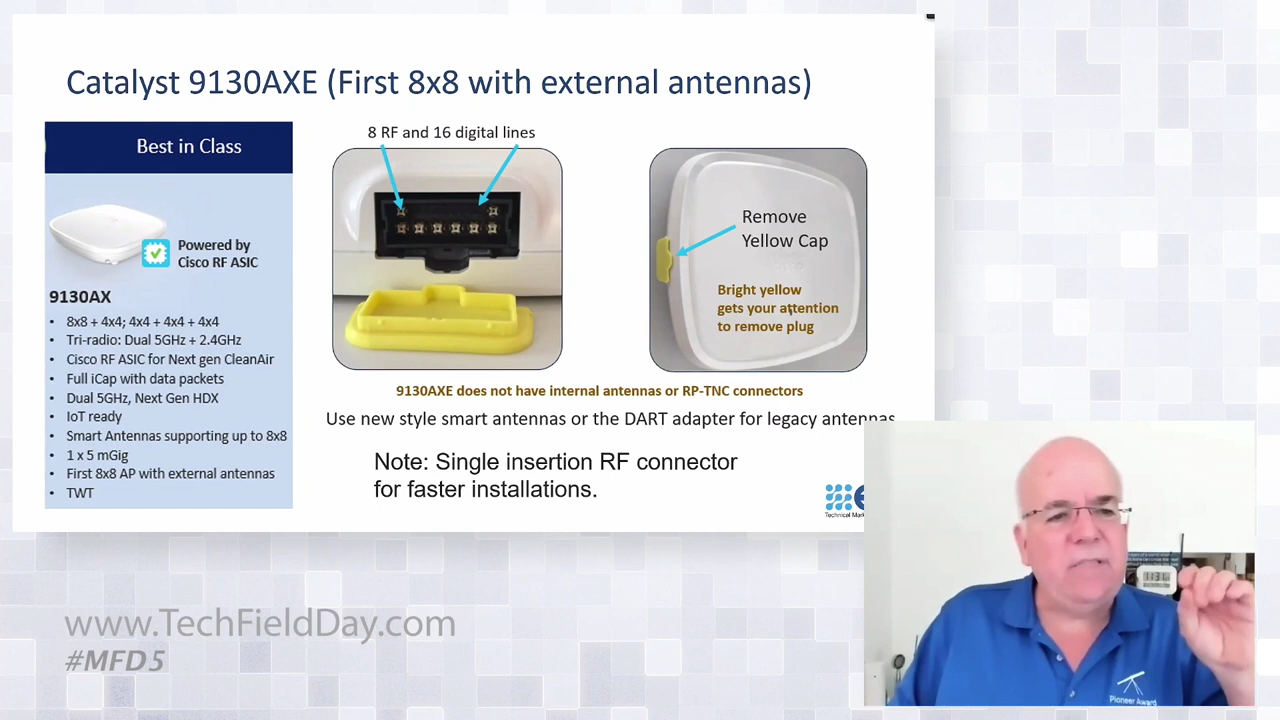 Catalyst 9130AXE (First 8x8 with external antennas)
Best in Class
Powered by
Cisco RF ASIC
9130AX
• 8x8 + 4x4; 4x4 + 4x4 + 4x4
• Tri-radio: Dual 5GHz + 2.4GHz
• Cisco RF ASIC for Next gen CleanAir
• Full iCap with data packets
• Dual 5GHz, Next Gen HDX
• IoT ready
• Smart Antennas supporting up to 8x8
• 1 x 5 mGig
• First 8x8 AP with external antennas
• TWT
8 RF and 16 digital lines
Remove
Yellow Cap
Bright yellow
gets your attention
to remove plug
9130AXE does not have internal antennas or RP-TNC connectors
Use new style smart antennas or the DART adapter for legacy antennas
Note: Single insertion RF connector
for faster installations.
Technical
www.TechFieldDay.com
#MFD5
Pioneer Award